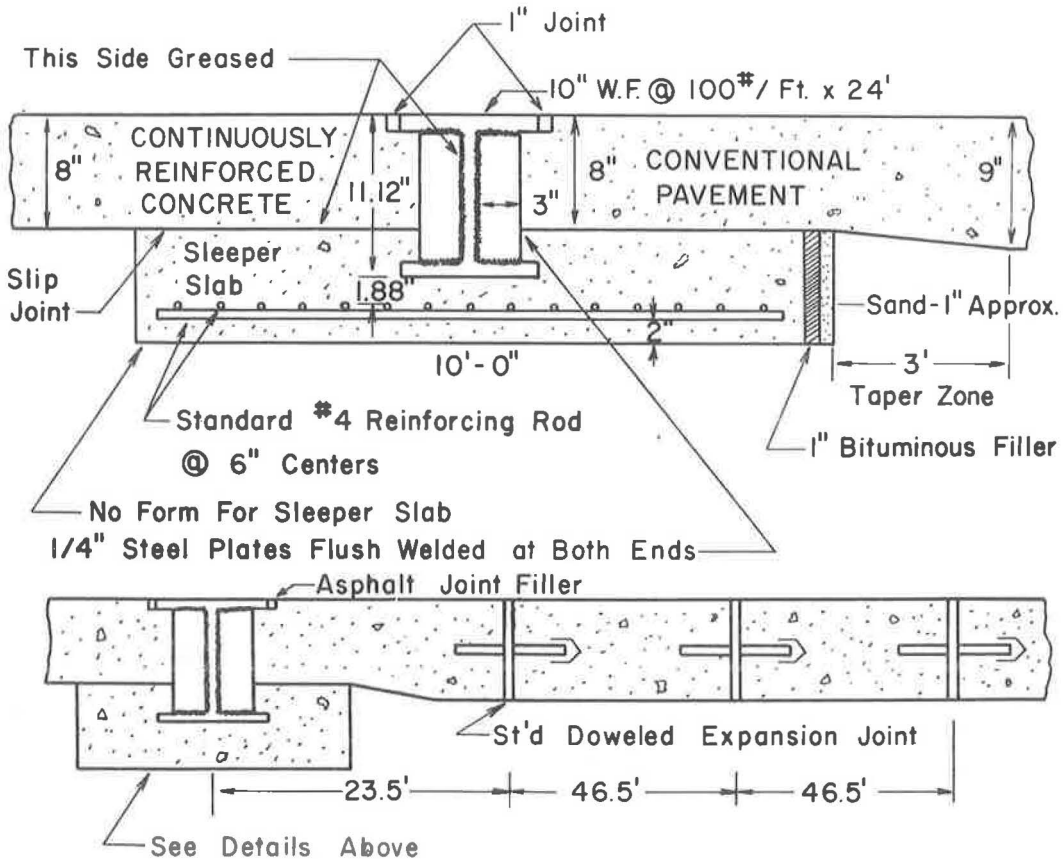 1" Joint
This Side Greased
10" W.F. @ 100#/Ft. x 24'
8"
CONTINUOUSLY
REINFORCED
CONCRETE
11.12"
3"
8"
CONVENTIONAL
PAVEMENT
9"
Slip
Joint
Sleeper
Slab
1.88"
2"
Sand-1" Approx.
10'-0"
3'
Taper Zone
Standard #4 Reinforcing Rod
@ 6" Centers
1" Bituminous Filler
No Form For Sleeper Slab
1/4" Steel Plates Flush Welded at Both Ends
Asphalt Joint Filler
St'd Doweled Expansion Joint
23.5'
46.5'
46.5'
See Details Above